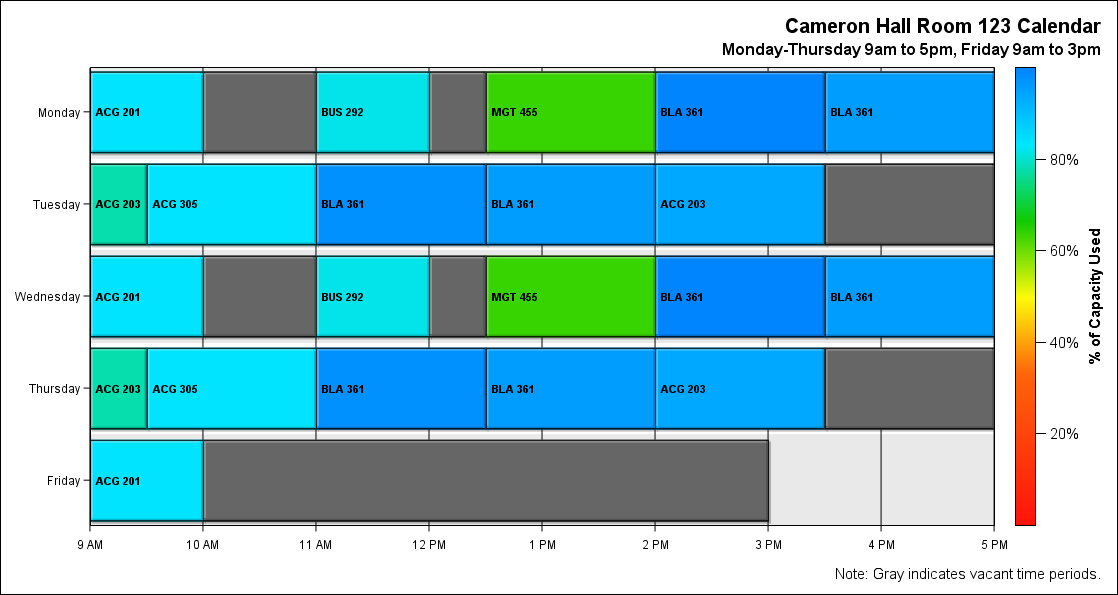 Cameron Hall Room 123 Calendar
Monday-Thursday 9am to 5pm, Friday 9am to 3pm
Monday ACG 201 BUS 292 MGT 455 BLA 361 BLA 361
Tuesday ACG 203 ACG 305 BLA 361 BLA 361 ACG 203
Wednesday ACG 201 BUS 292 MGT 455 BLA 361 BLA 361
Thursday ACG 203 ACG 305 BLA 361 BLA 361 ACG 203
Friday ACG 201
9 AM 10 AM 11 AM 12 PM 1 PM 2 PM 3 PM 4 PM 5 PM
80%
60%
40%
20%
% of Capacity Used
Note: Gray indicates vacant time periods.